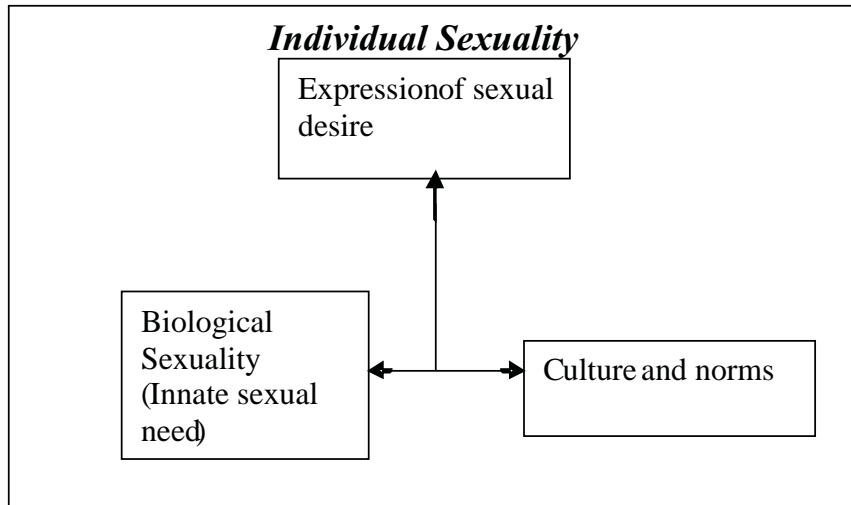 Individual Sexuality
Expressionof sexual
desire
Biological
Sexuality
(Innate sexual
need)
Culture and norms